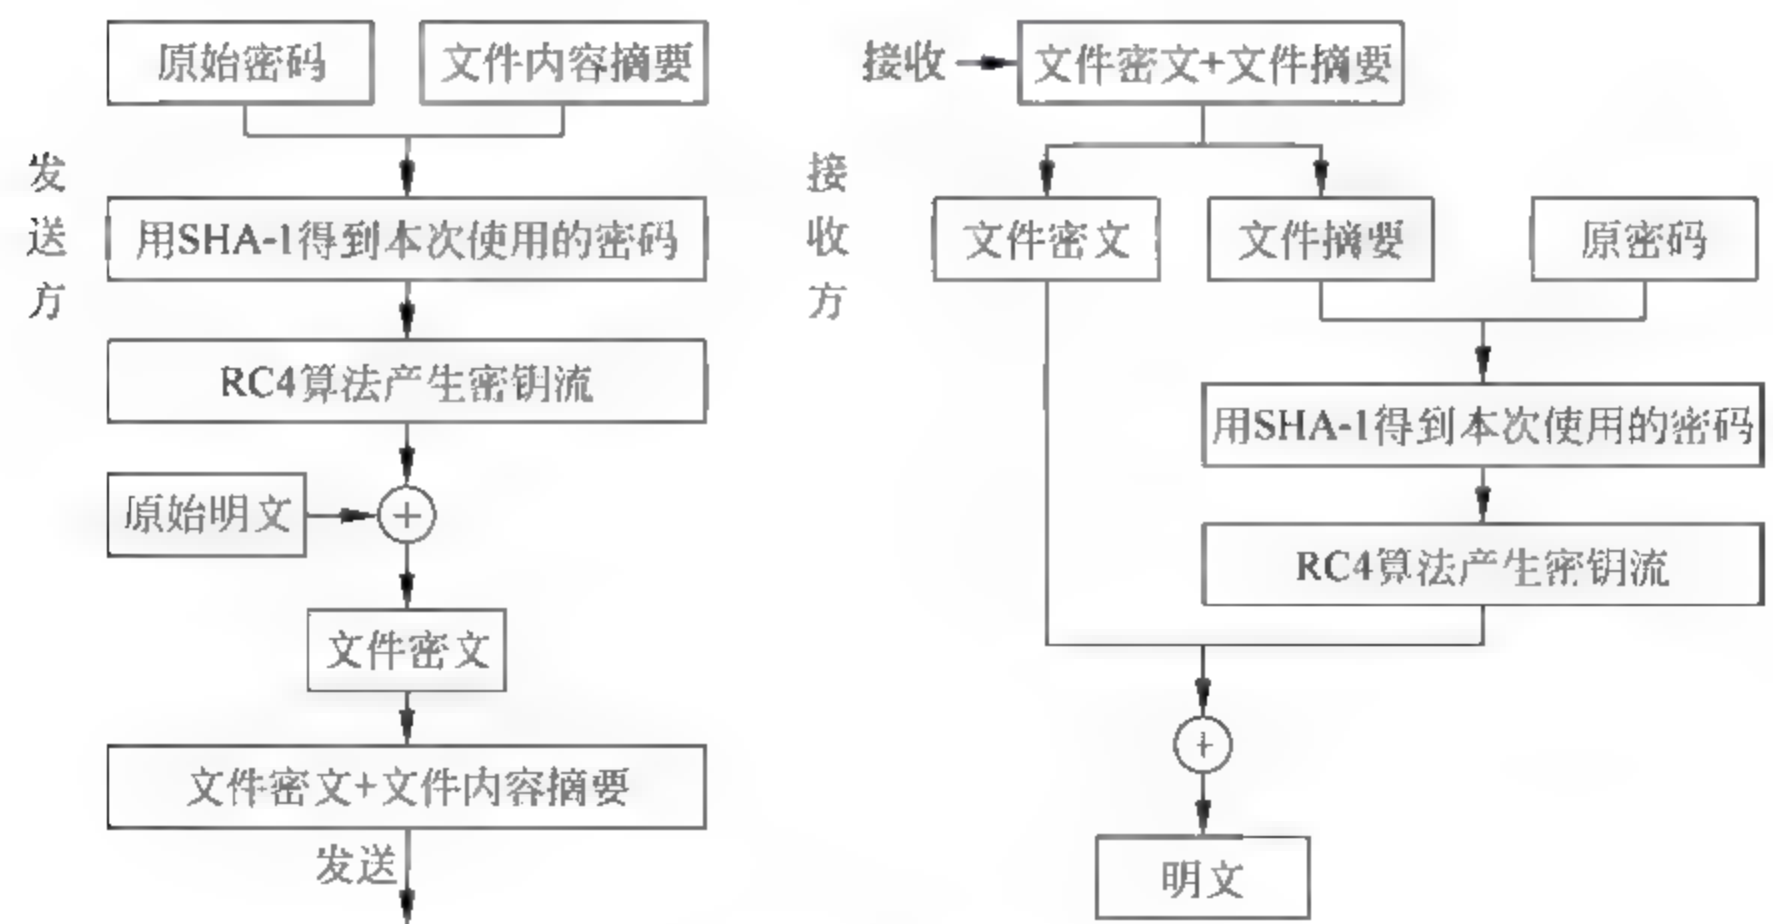 发送方
原始密码
文件内容摘要
用SHA-1得到本次使用的密码
RC4算法产生密钥流
原始明文
+
文件密文
文件密文+文件内容摘要
发送
接收方
接收
文件密文+文件摘要
文件密文
文件摘要
原密码
用SHA-1得到本次使用的密码
RC4算法产生密钥流
+
明文